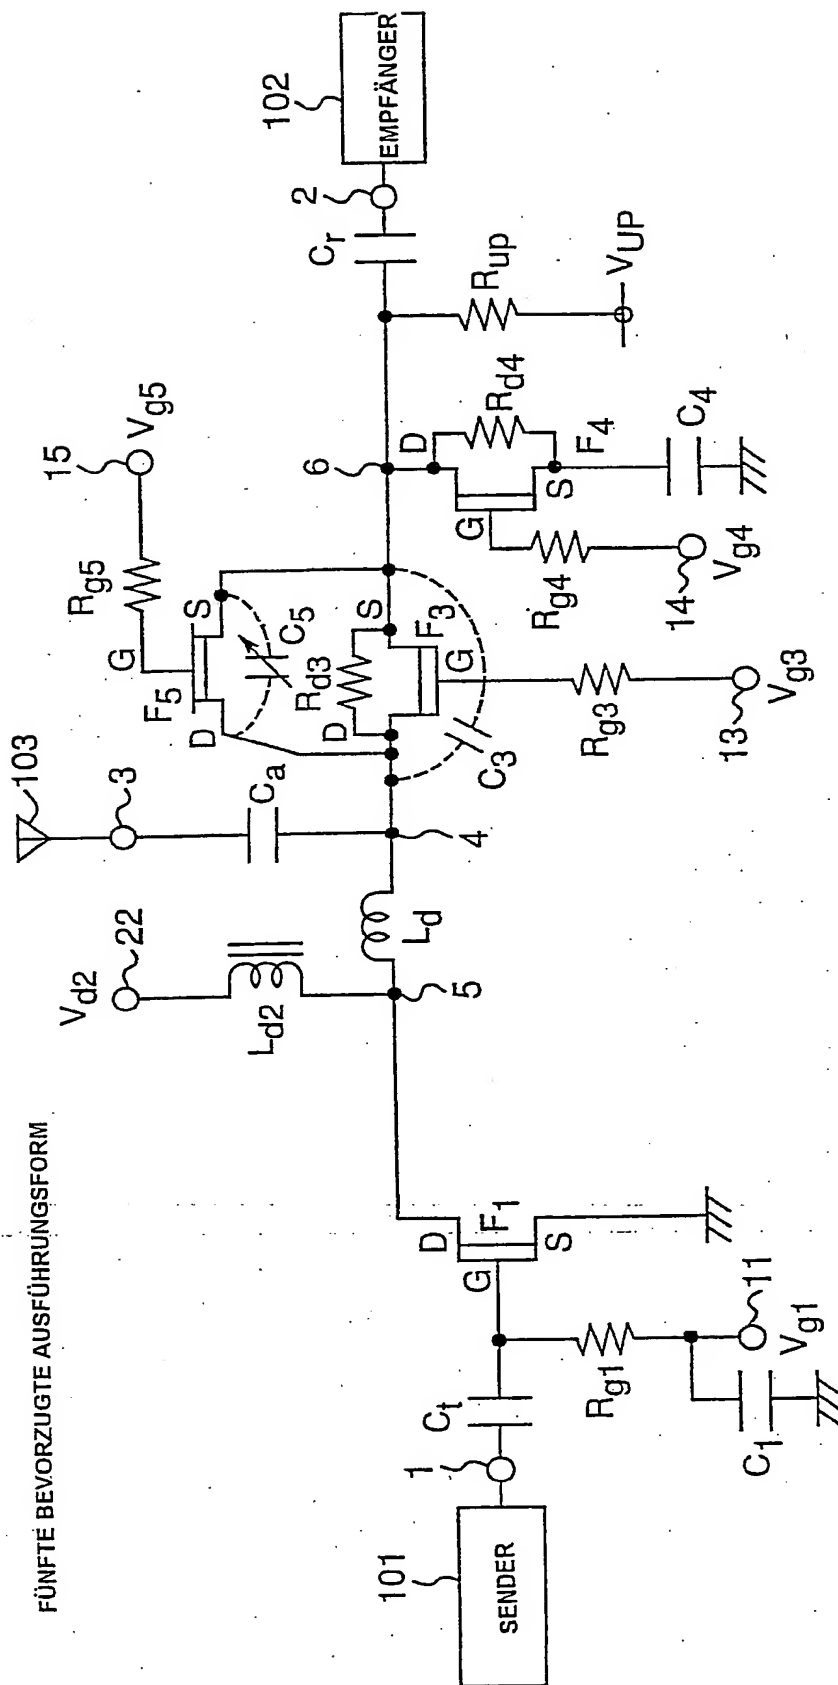 FÜNFTE BEVORZUGTE AUSFÜHRUNGSFORM
101
SENDER
1
Ct
Rg1
C1
11
Vg1
G
D
F1
S
Vd2
22
Ld2
5
Ld
4
103
3
Ca
15
Vg5
Rg5
G
F5
D
S
C5
Rd3
D
S
F3
G
C3
Rg3
13
Vg3
6
D
Rd4
G
S
F4
Rg4
C4
14
Vg4
Rup
VUP
Cr
2
102
EMPFÄNGER